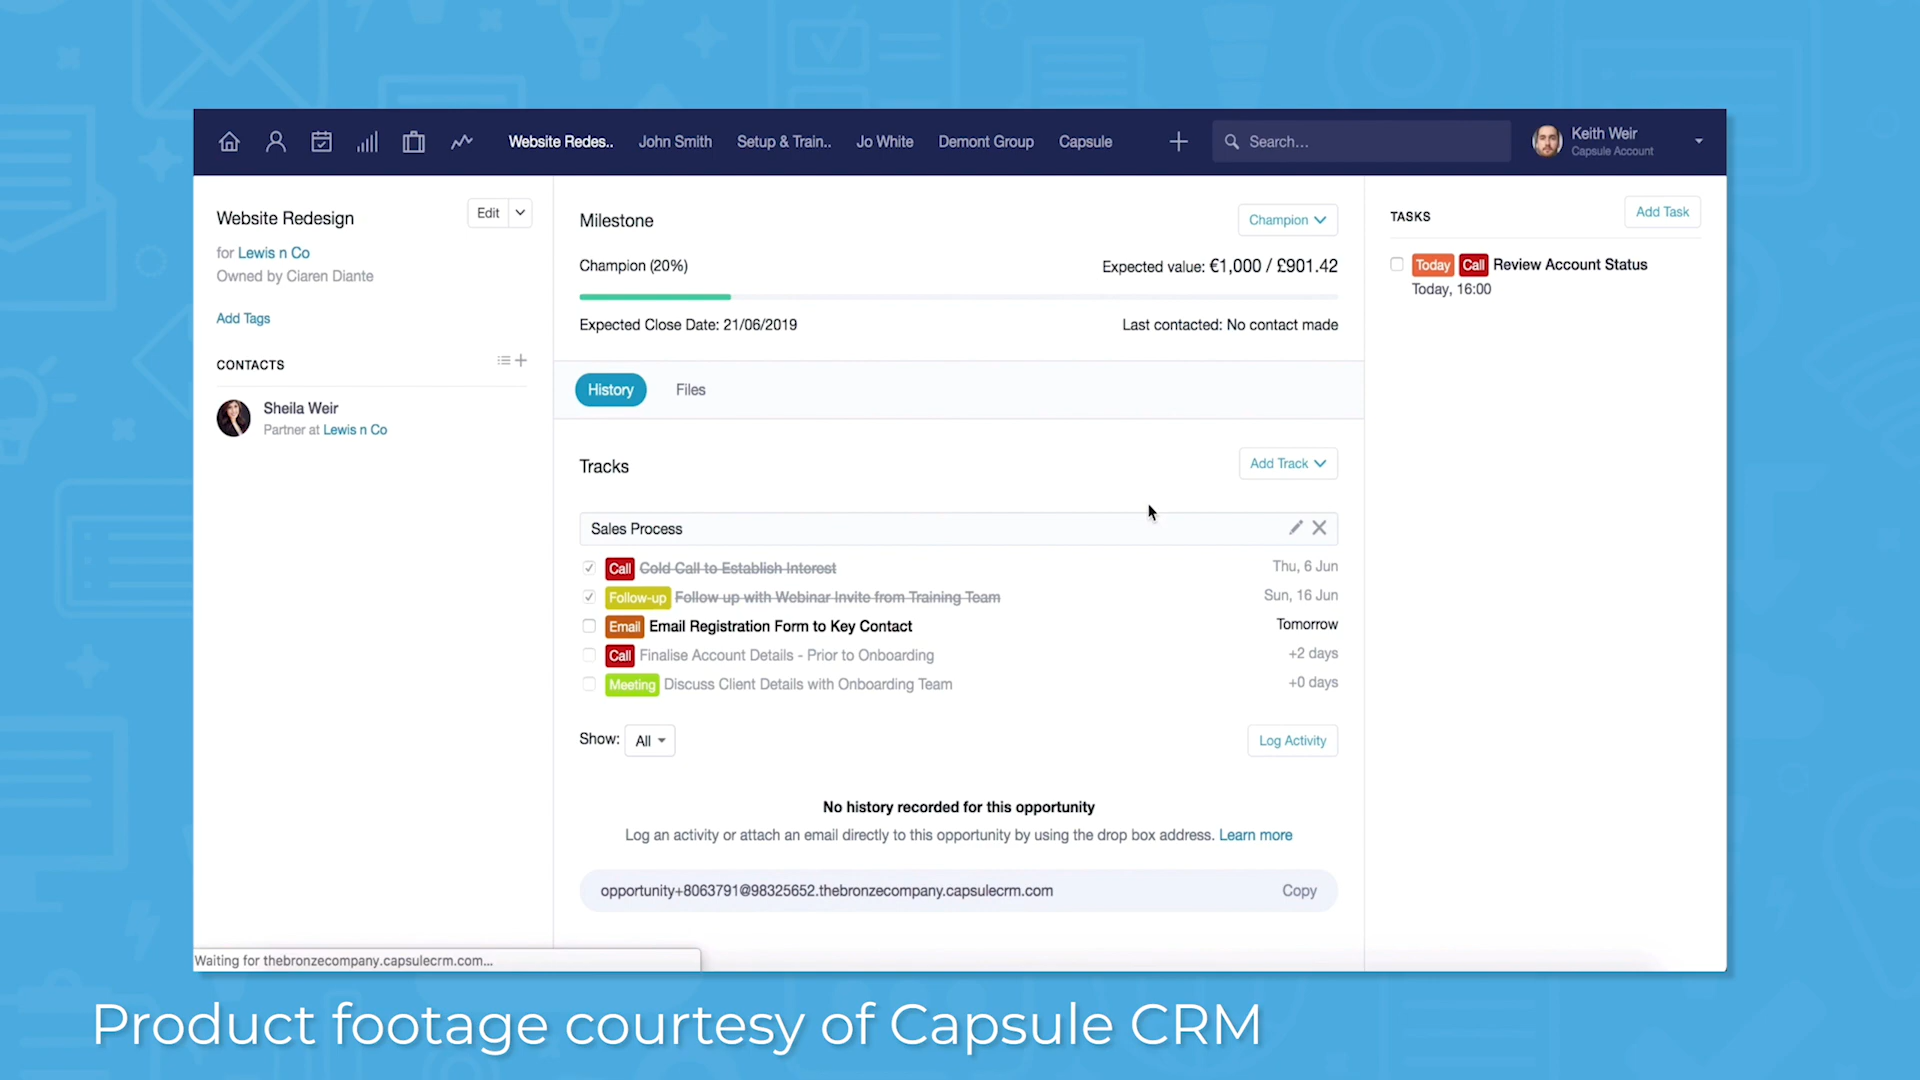 Website Redes.. John Smith Setup & Train.. Jo White Demont Group Capsule Search... Keith Weir
Capsule Account
Website Redesign Edit
for Lewis n Co
Owned by Ciaren Diante
Add Tags
CONTACTS
Sheila Weir
Partner at Lewis n Co
Milestone Champion
Champion (20%) Expected value: €1,000 / £901.42
Expected Close Date: 21/06/2019 Last contacted: No contact made
History Files
Tracks Add Track
Sales Process
Call Cold Call to Establish Interest Thu, 6 Jun
Follow-up Follow up with Webinar Invite from Training Team Sun, 16 Jun
Email Email Registration Form to Key Contact Tomorrow
Call Finalise Account Details - Prior to Onboarding +2 days
Meeting Discuss Client Details with Onboarding Team +0 days
Show: All Log Activity
No history recorded for this opportunity
Log an activity or attach an email directly to this opportunity by using the drop box address. Learn more
opportunity+8063791@98325652.thebronzecompany.capsulecrm.com Copy
TASKS Add Task
Today Call Review Account Status
Today, 16:00
Waiting for thebronzecompany.capsulecrm.com...
Product footage courtesy of Capsule CRM